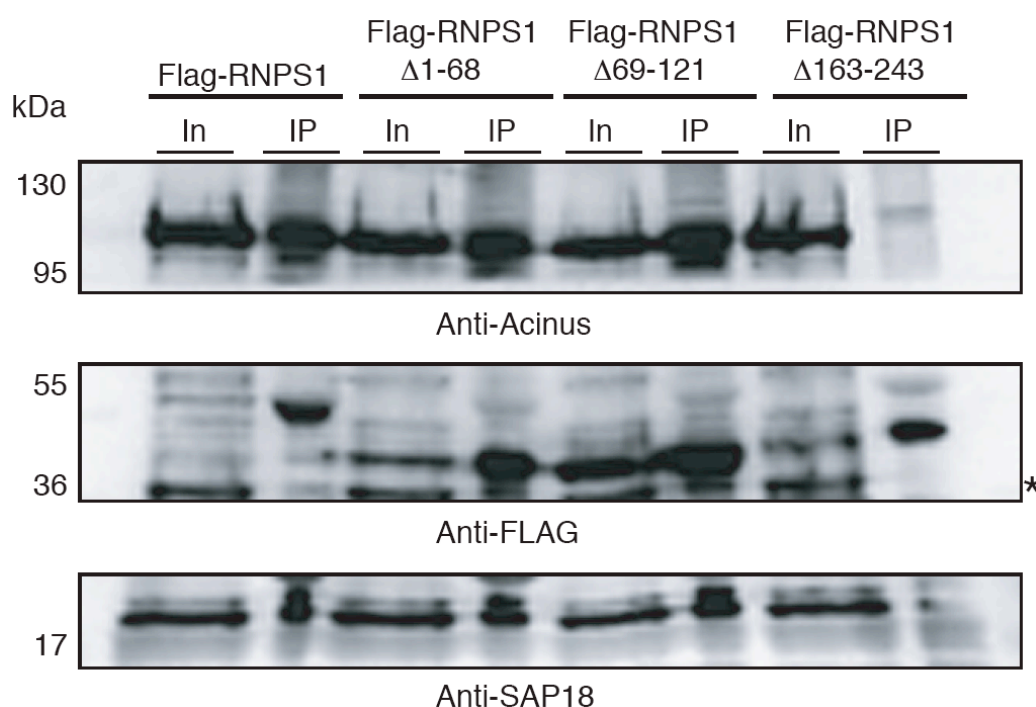 Flag-RNPS1 Flag-RNPS1 Flag-RNPS1 Flag-RNPS1
Δ1-68 Δ69-121 Δ163-243
kDa
In IP In IP In IP In IP
130
95
Anti-Acinus
55
36 *
Anti-FLAG
17
Anti-SAP18